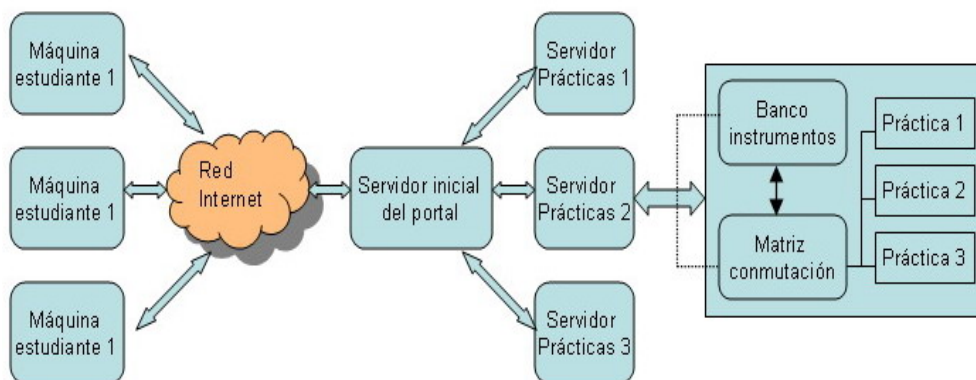 Máquina
estudiante 1
Máquina
estudiante 1
Máquina
estudiante 1
Red
Internet
Servidor inicial
del portal
Servidor
Prácticas 1
Servidor
Prácticas 2
Servidor
Prácticas 3
Banco
instrumentos
Matriz
conmutación
Práctica 1
Práctica 2
Práctica 3